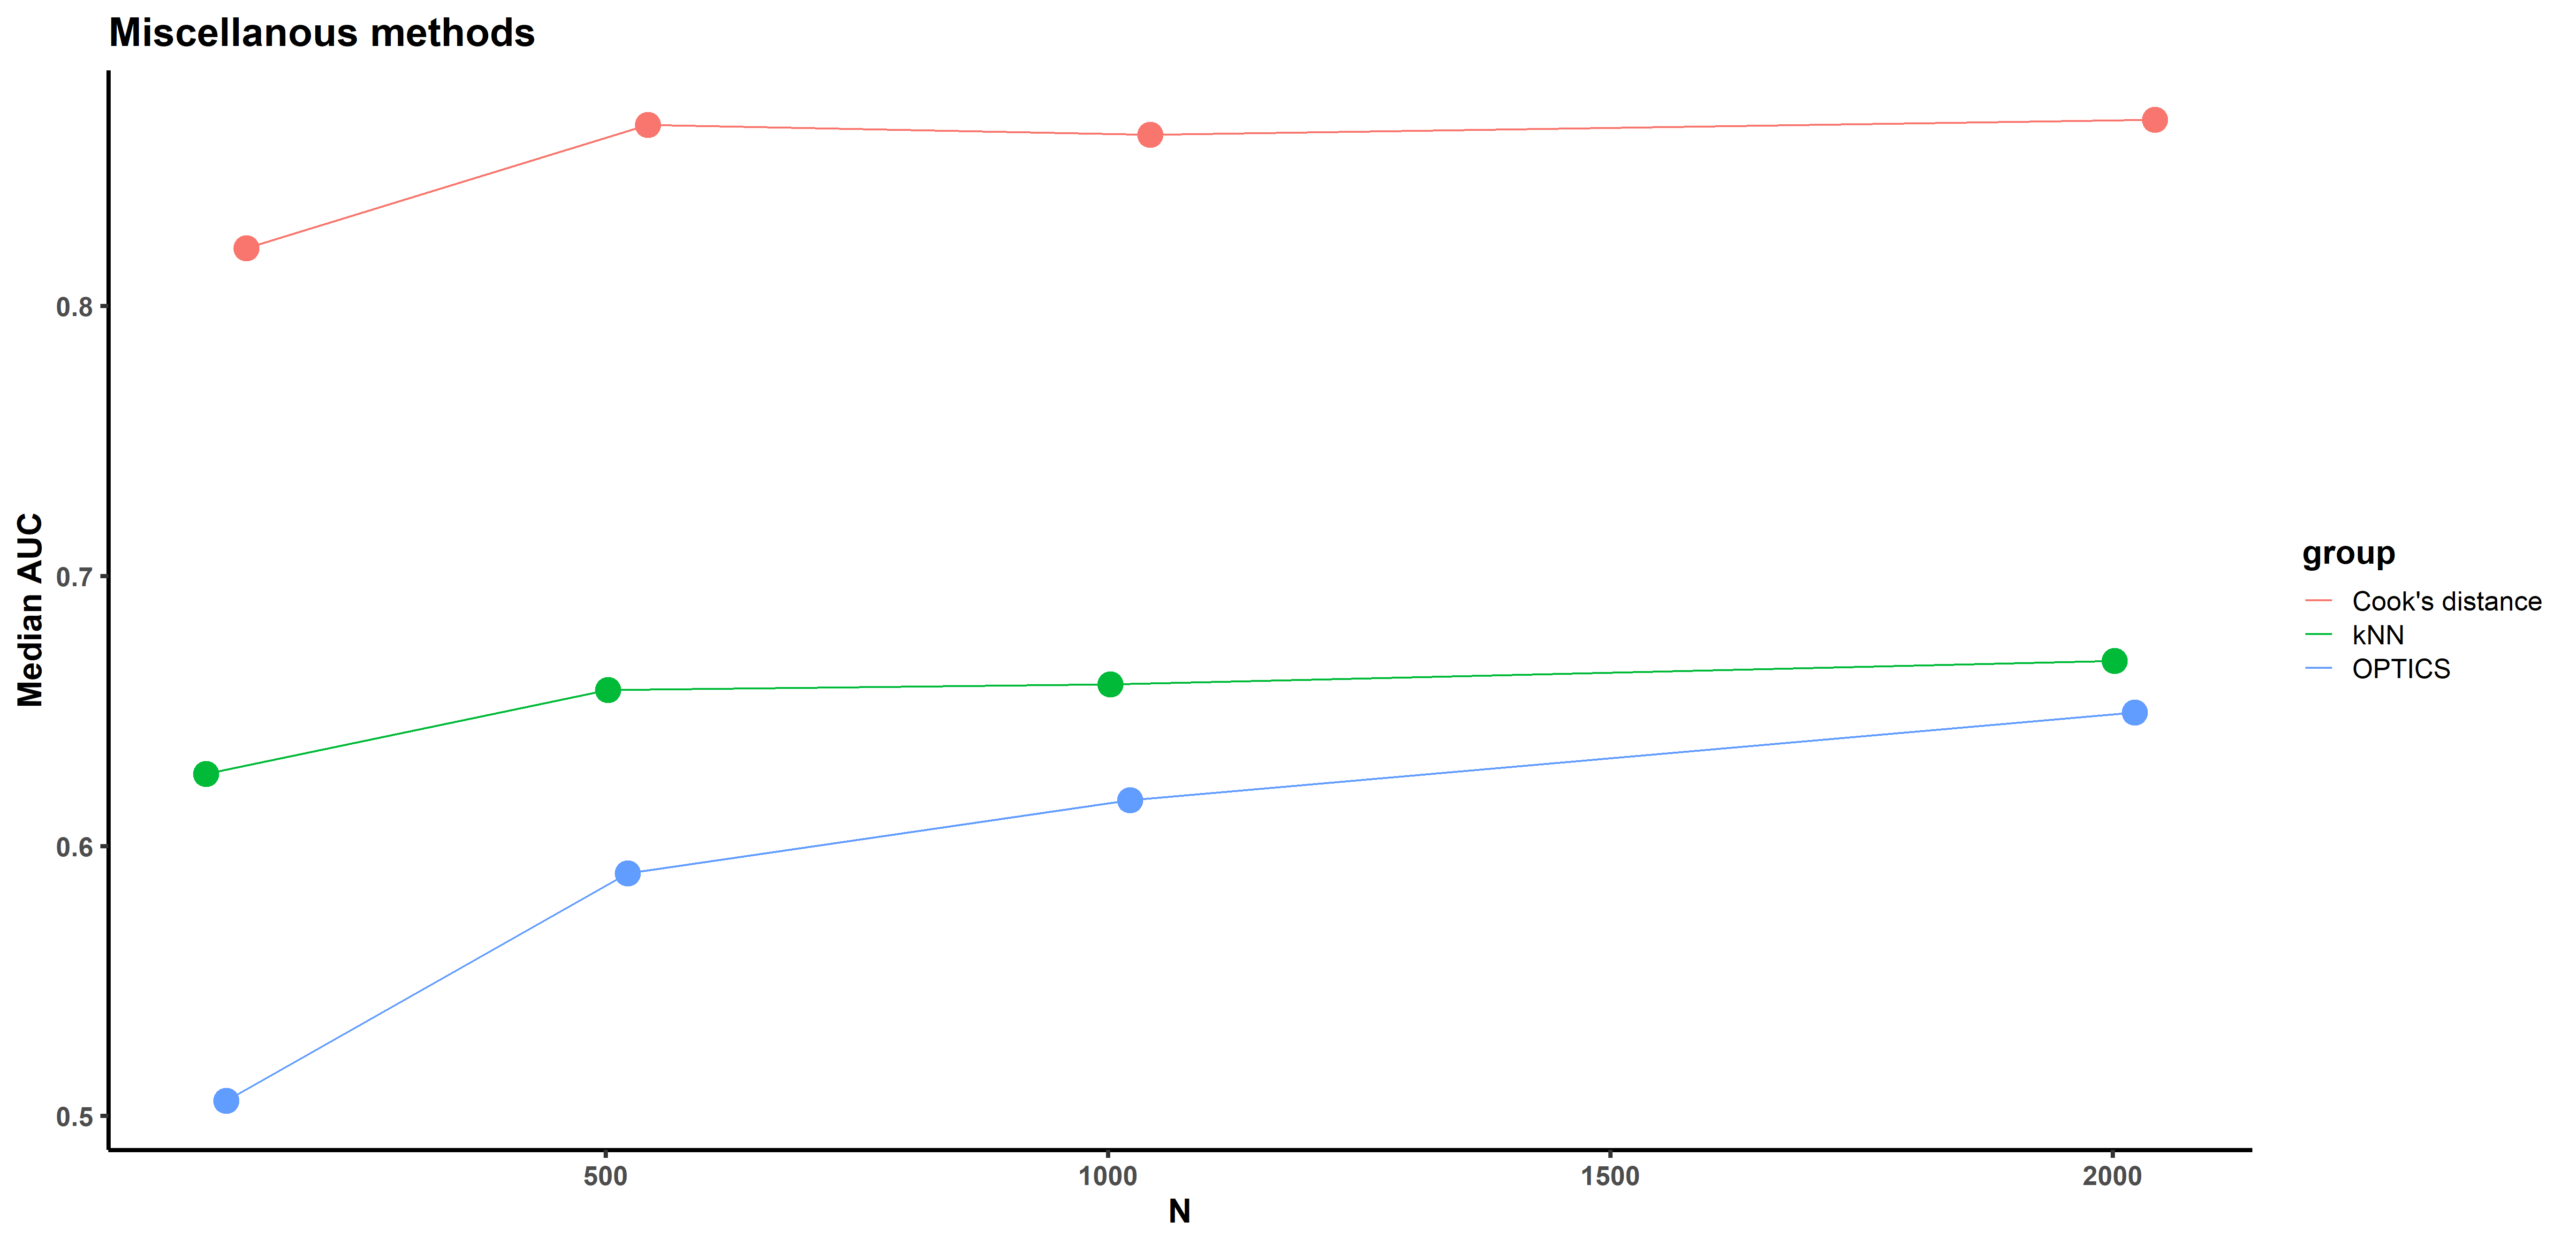 Miscellanous methods
Median AUC
0.8
0.7
0.6
0.5
500 1000 1500 2000
N
group
Cook's distance
kNN
OPTICS